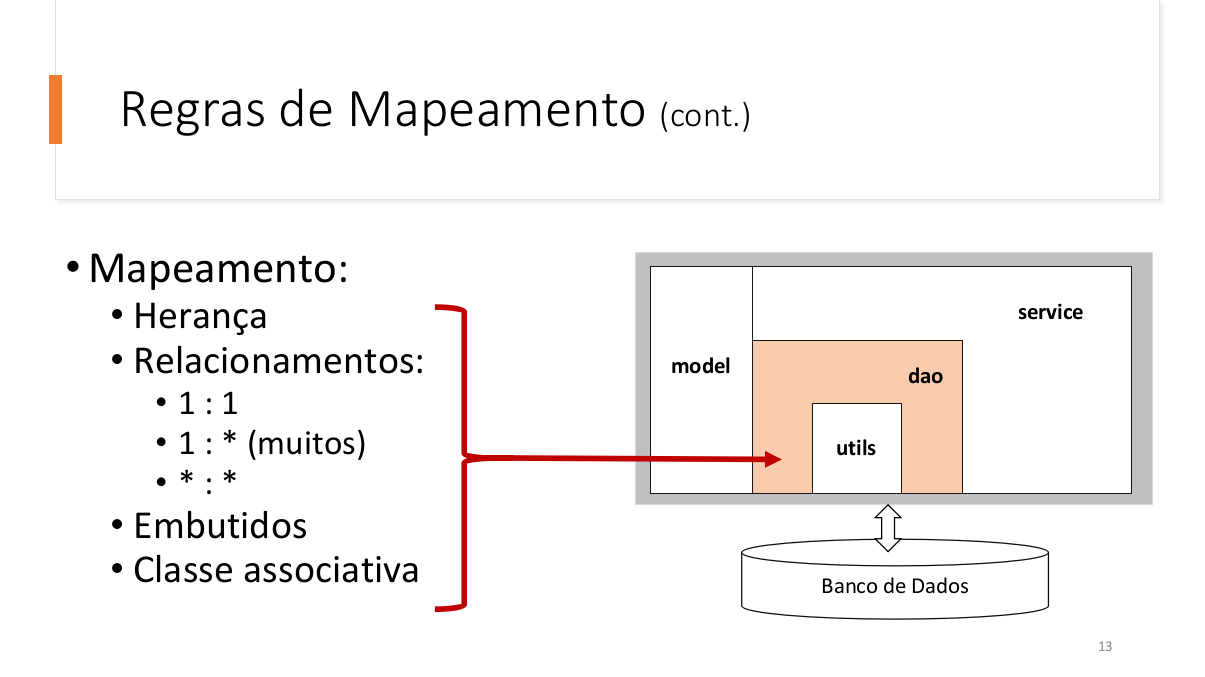 Regras de Mapeamento (cont.)
• Mapeamento:
• Herança
• Relacionamentos:
• 1 : 1
• 1 : * (muitos)
• * : *
• Embutidos
• Classe associativa
service
model
dao
utils
Banco de Dados
13